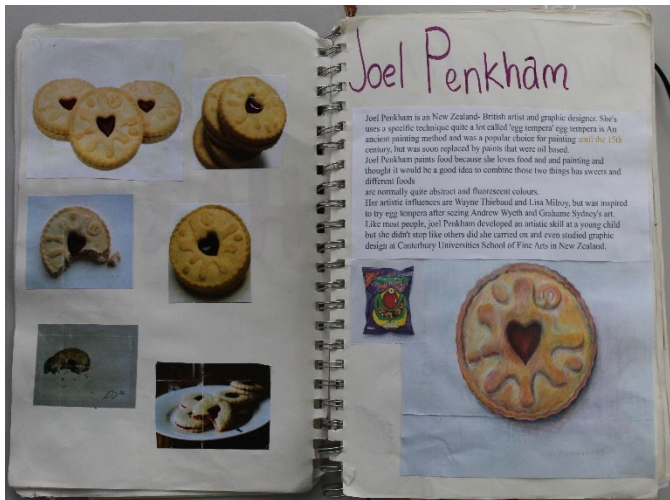 Joel Penkham
Joel Penkham is an New Zealand- British artist and graphic designer. She's
uses a specific technique quite a lot called 'egg tempera' egg tempera is An
ancient painting method and was a popular choice for painting until the 15th
century, but was soon replaced by paints that were oil based.
Joel Penkham paints food because she loves food and and painting and
thought it would be a good idea to combine those two things has sweets and
different foods
are normally quite abstract and fluorescent colours.
Her artistic influences are Wayne Thiebaud and Lisa Milroy, but was inspired
to try egg tempera after seeing Andrew Wyeth and Grahame Sydney's art.
Like most people, joel Penkham developed an artistic skill at a young child
but she didn't stop like others did she carried on and even studied graphic
design at Canterbury Universities School of Fine Arts in New Zealand.